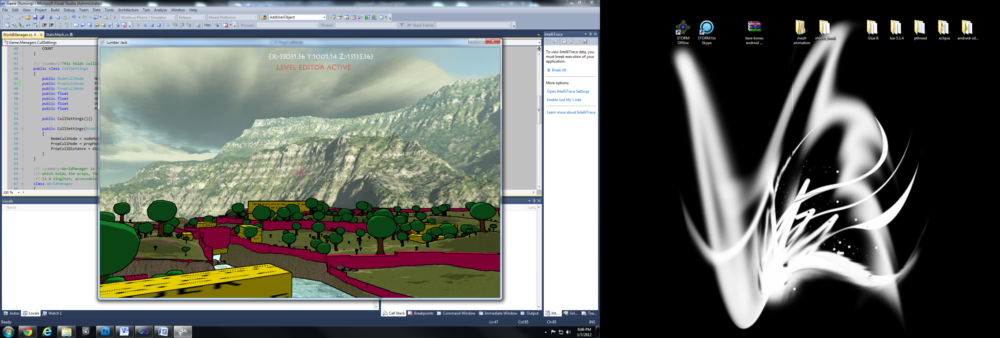 Game (Running) - Microsoft Visual Studio (Administrator)
File Edit View Project Build Debug Team Data Tools Architecture Test Analyze Window Help
Windows Phone 7 Emulator Release Mixed Platforms AddUserObject
Hex Process: Thread: Stack Frame:
WorldManager.cs StaticMesh.cs
Game.Managers.CullSettings
40 COUNT
41 }
42
43 /// <summary>This holds culli
44 public class CullSettings
45 {
46 public NodeCullMode
47 public PropCullMode
48 public PropCullMode
49 public float
50 public float
51 public float
52 public float
53
54 public CullSettings(){}
55
56 public CullSettings(NodeC
57 {
58 NodeCullMode = nodeMod
59 PropCullMode = propMod
60 PropCullDistance = dis
61 }
62 }
63
64 /// <summary>WorldManager is
65 /// which holds the props, the
66 /// Is a singlton, accessable
67 class WorldManager
68 {
100 %
Locals
Name
Lang
Lumber Jack
{X:-55031.36 Y:1001.14 Z:-15135.36}
LEVEL EDITOR ACTIVE
IntelliTrace
To view IntelliTrace data, you
must break execution of your
application.
Break All
More options:
Open IntelliTrace Settings
Enable Just My Code
Learn more about IntelliTrace
Autos Locals Watch 1
Call Stack Breakpoints Command Window Immediate Window Output
Int... Sol... Tea...
Ready Ln 47 Col 85 Ch 85 INS
8:06 PM
1/7/2012
STORM
Offline
STORM for
Skype
bare bones
android ...
mesh
animation
shader_book
Glue It
lua-5.1.4
pthread
eclipse
android-sd...